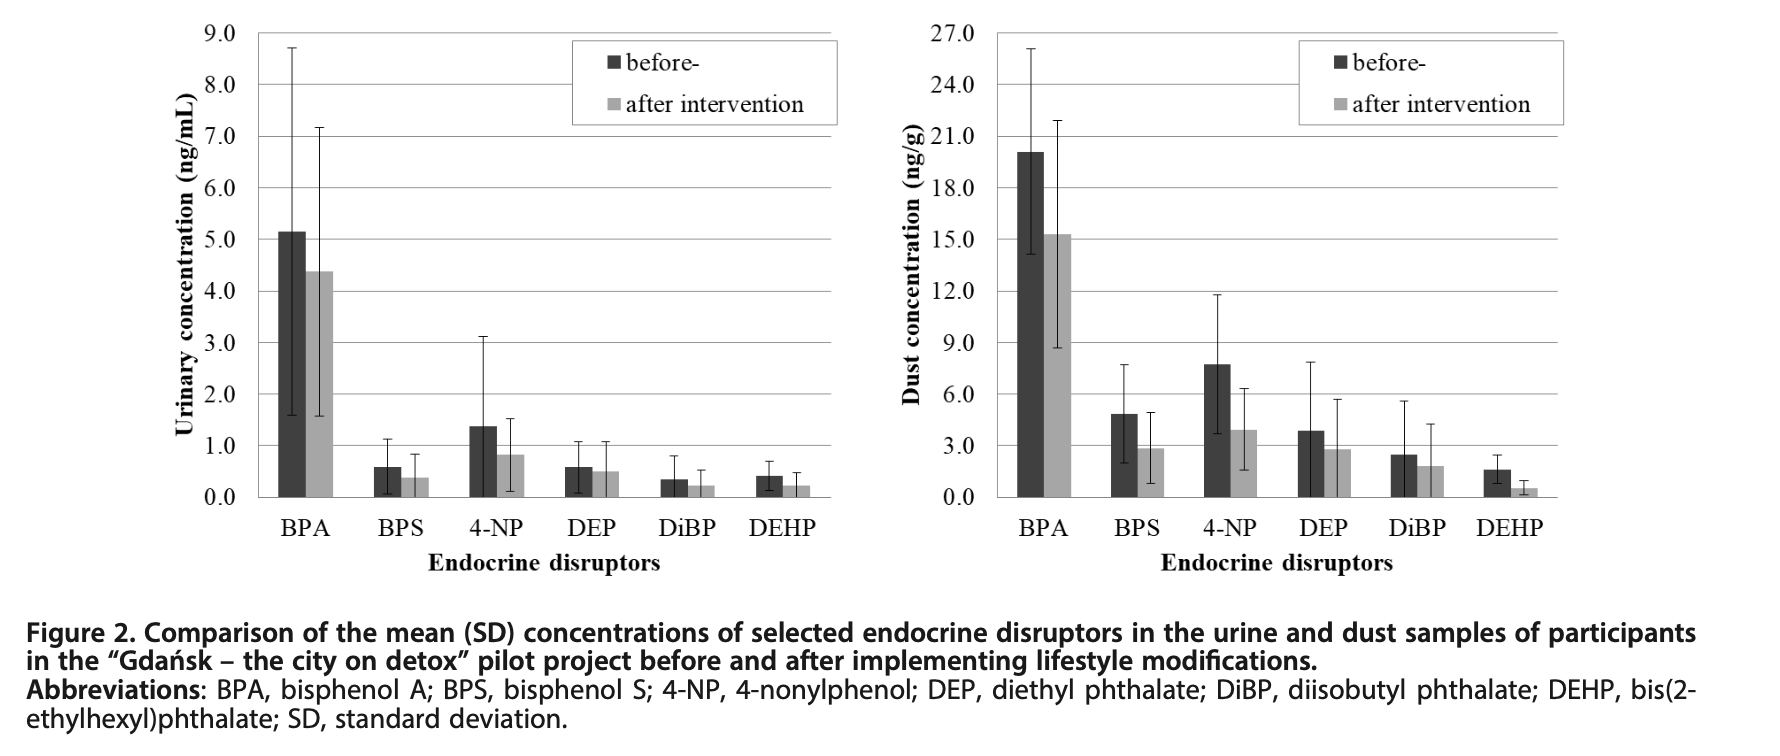 9.0
8.0
7.0
6.0
5.0
4.0
3.0
2.0
1.0
0.0
Urinary concentration (ng/mL)
before-
after intervention
BPA BPS 4-NP DEP DiBP DEHP
Endocrine disruptors
27.0
24.0
21.0
18.0
15.0
12.0
9.0
6.0
3.0
0.0
Dust concentration (ng/g)
before-
after intervention
BPA BPS 4-NP DEP DiBP DEHP
Endocrine disruptors
Figure 2. Comparison of the mean (SD) concentrations of selected endocrine disruptors in the urine and dust samples of participants
in the “Gdańsk – the city on detox” pilot project before and after implementing lifestyle modifications.
Abbreviations: BPA, bisphenol A; BPS, bisphenol S; 4-NP, 4-nonylphenol; DEP, diethyl phthalate; DiBP, diisobutyl phthalate; DEHP, bis(2-
ethylhexyl)phthalate; SD, standard deviation.